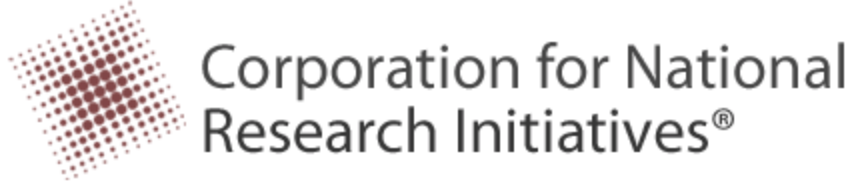 Corporation for National
Research Initiatives®